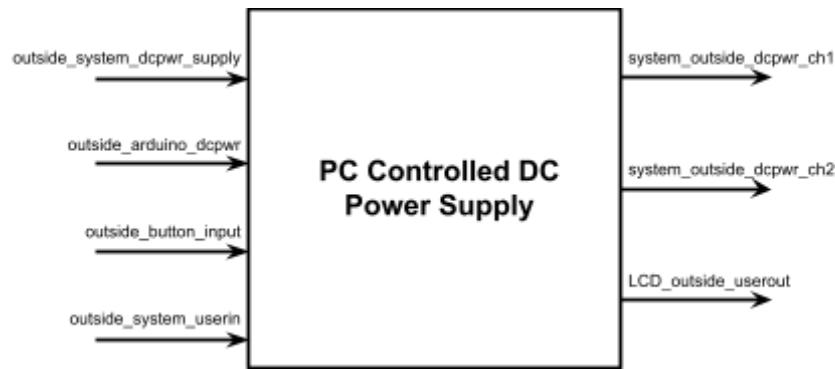 outside_system_dcpwr_supply
outside_arduino_dcpwr
outside_button_input
outside_system_userin
PC Controlled DC
Power Supply
system_outside_dcpwr_ch1
system_outside_dcpwr_ch2
LCD_outside_userout